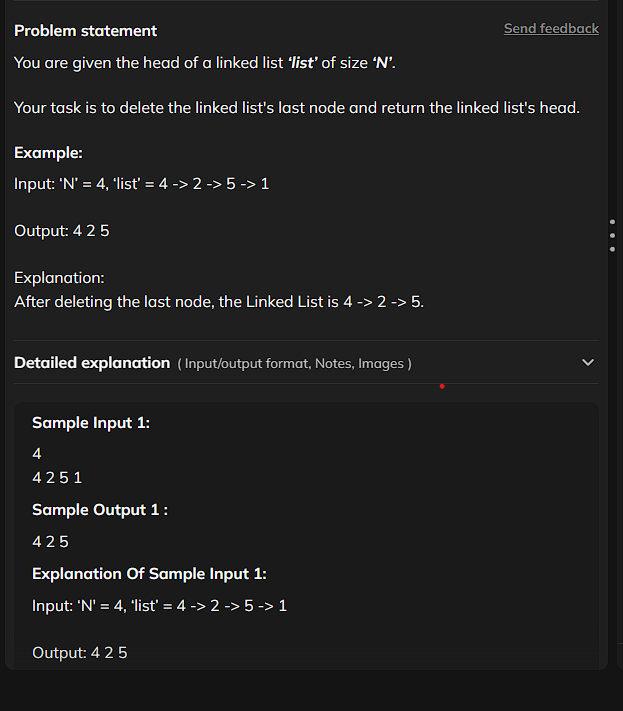 Problem statement
Send feedback
You are given the head of a linked list ‘list’ of size ‘N’.
Your task is to delete the linked list's last node and return the linked list's head.
Example:
Input: ‘N’ = 4, ‘list’ = 4 -> 2 -> 5 -> 1
Output: 4 2 5
Explanation:
After deleting the last node, the Linked List is 4 -> 2 -> 5.
Detailed explanation ( Input/output format, Notes, Images )
Sample Input 1:
4
4 2 5 1
Sample Output 1 :
4 2 5
Explanation Of Sample Input 1:
Input: ‘N' = 4, ‘list’ = 4 -> 2 -> 5 -> 1
Output: 4 2 5